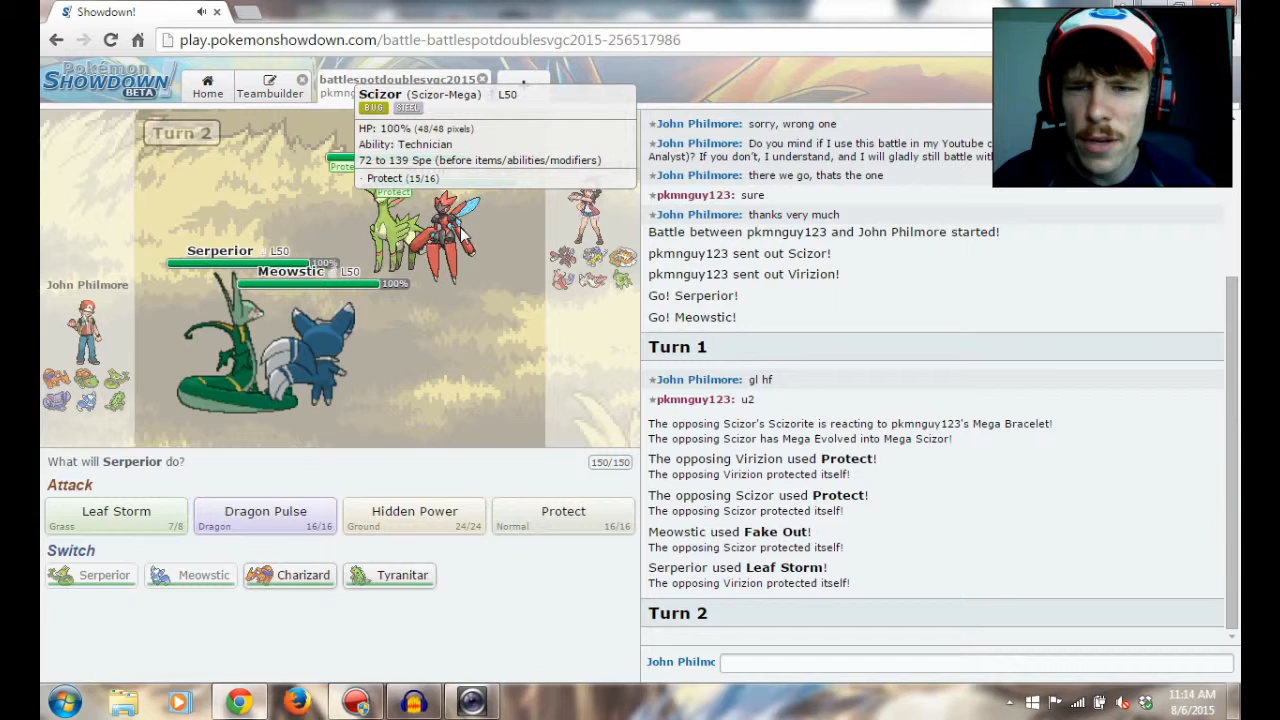 Showdown!
play.pokemonshowdown.com/battle-battlespotdoublesvgc2015-256517986
Pokémon
SHOWDOWN
BETA
Home
Teambuilder
battlespotdoublesvgc2015
Scizor (Scizor-Mega) L50
BUG STEEL
HP: 100% (48/48 pixels)
Ability: Technician
72 to 139 Spe (before items/abilities/modifiers)
· Protect (15/16)
Turn 2
Protect
Serperior L50
100%
Meowstic L50
100%
John Philmore
What will Serperior do?
150/150
Attack
Leaf Storm
Grass 7/8
Dragon Pulse
Dragon 16/16
Hidden Power
Ground 24/24
Protect
Normal 16/16
Switch
Serperior
Meowstic
Charizard
Tyranitar
★John Philmore: sorry, wrong one
★John Philmore: Do you mind if I use this battle in my Youtube
Analyst)? If you don't, I understand, and I will gladly still battle
★John Philmore: there we go, thats the one
★pkmnguy123: sure
★John Philmore: thanks very much
Battle between pkmnguy123 and John Philmore started!
pkmnguy123 sent out Scizor!
pkmnguy123 sent out Virizion!
Go! Serperior!
Go! Meowstic!
Turn 1
★John Philmore: gl hf
★pkmnguy123: u2
The opposing Scizor's Scizorite is reacting to pkmnguy123's Mega Bracelet!
The opposing Scizor has Mega Evolved into Mega Scizor!
The opposing Virizion used Protect!
The opposing Virizion protected itself!
The opposing Scizor used Protect!
The opposing Scizor protected itself!
Meowstic used Fake Out!
The opposing Scizor protected itself!
Serperior used Leaf Storm!
The opposing Virizion protected itself!
Turn 2
John Philmc
11:14 AM
8/6/2015